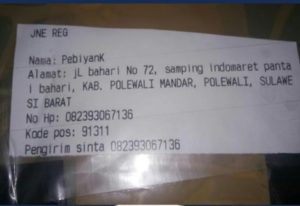 JNE REG
Nama: PebiyanK
Alamat: jL bahari No 72, samping indomaret panta
i bahari, KAB. POLEWALI MANDAR, POLEWALI, SULAWE
SI BARAT
No Hp: 082393067136
Kode pos: 91311
Pengirim sinta 082393067136